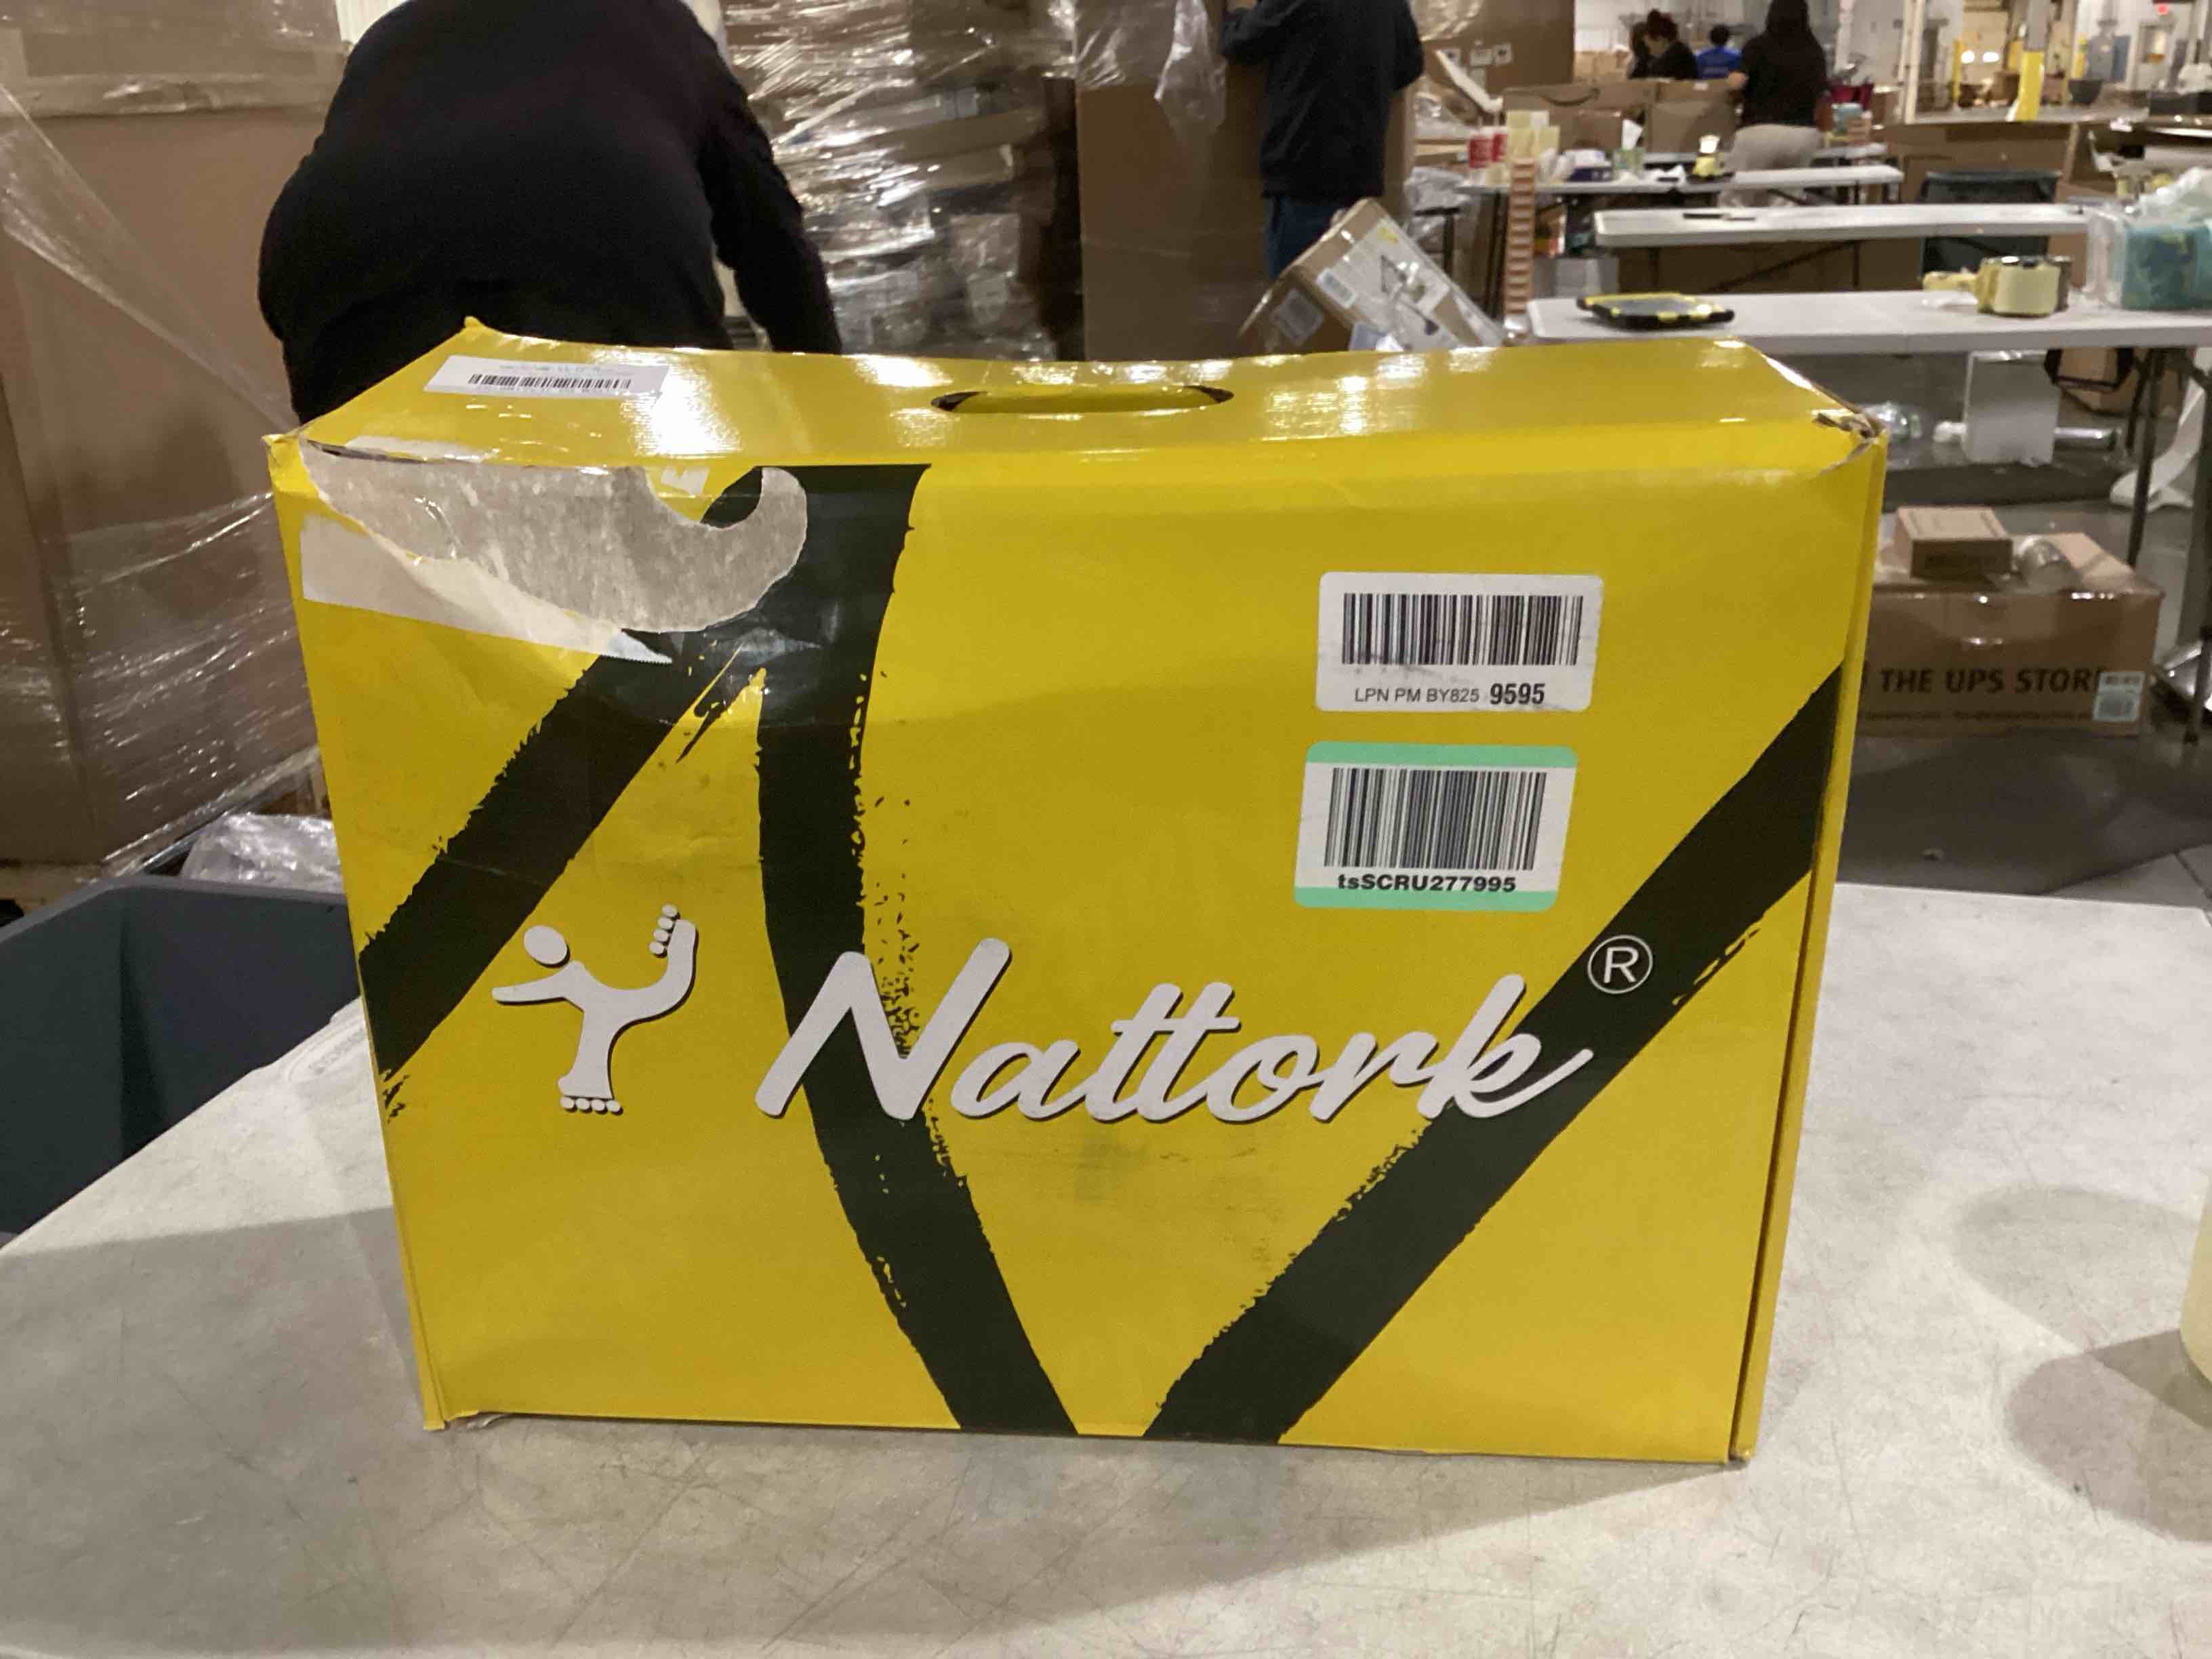 LPN PM BY825 9595
tsSCRU277995
Nattork®
THE UPS STORE